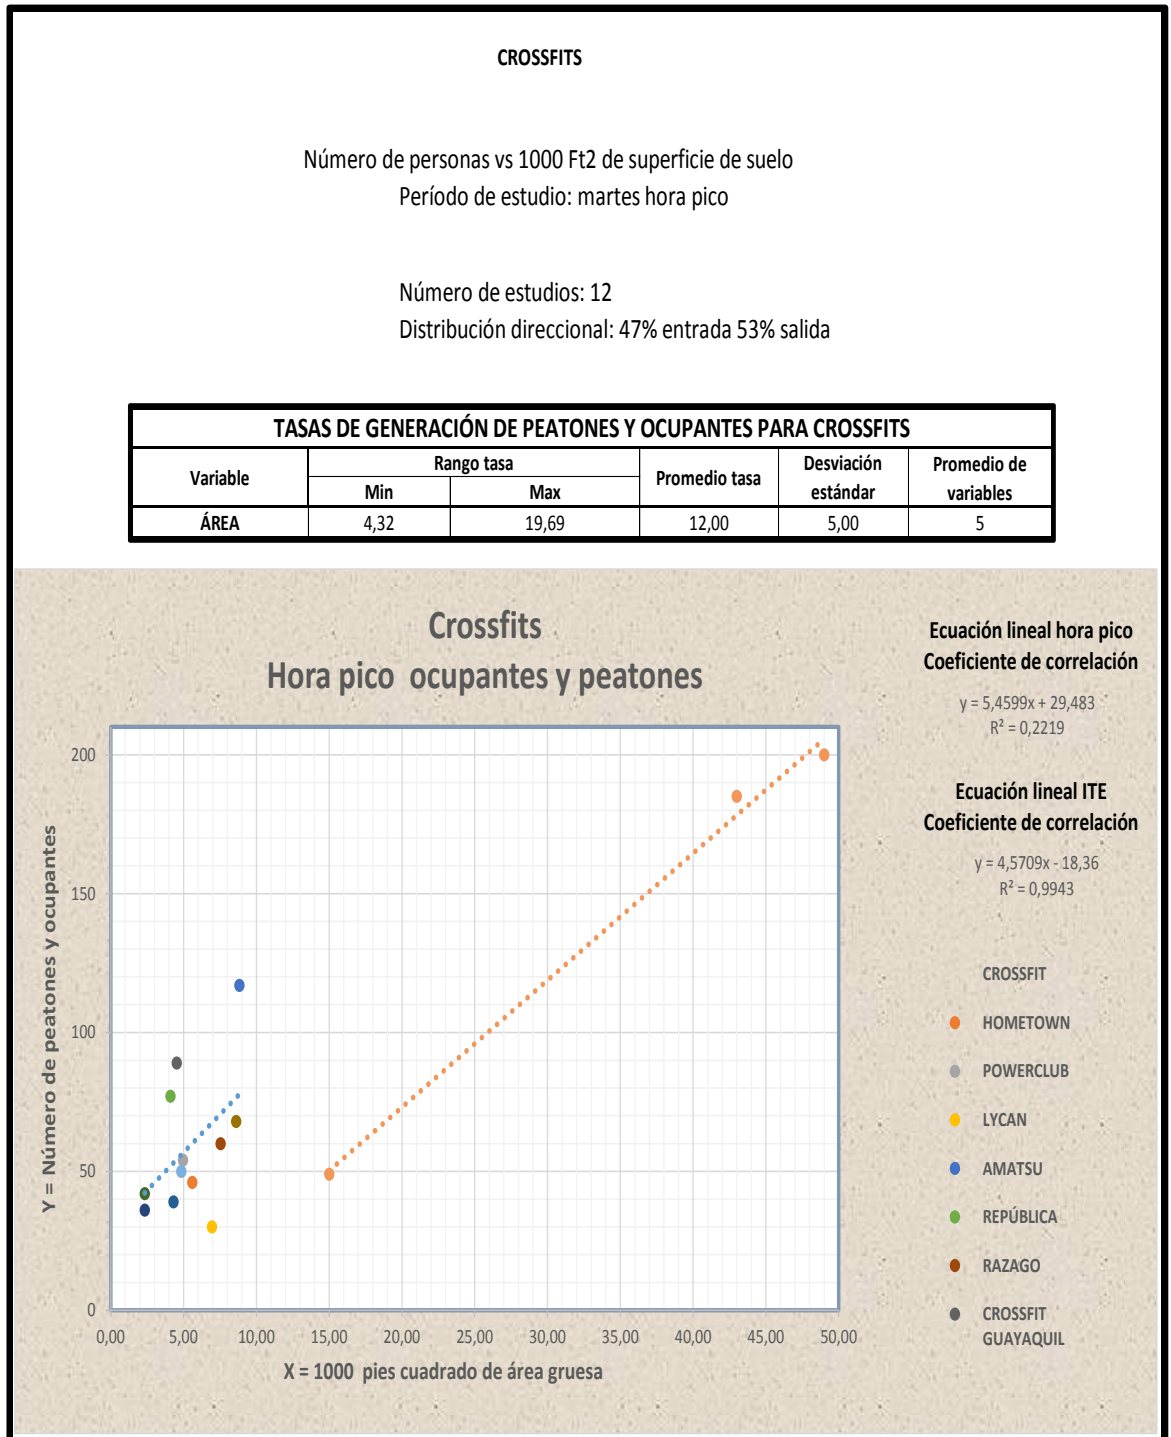 CROSSFITS
Número de personas vs 1000 Ft2 de superficie de suelo
Período de estudio: martes hora pico
Número de estudios: 12
Distribución direccional: 47% entrada 53% salida
TASAS DE GENERACIÓN DE PEATONES Y OCUPANTES PARA CROSSFITS
Variable Rango tasa Promedio tasa Desviación estándar Promedio de variables
Min Max
ÁREA 4,32 19,69 12,00 5,00 5
Crossfits
Hora pico ocupantes y peatones
Ecuación lineal hora pico
Coeficiente de correlación
y = 5,4599x + 29,483
R² = 0,2219
Ecuación lineal ITE
Coeficiente de correlación
y = 4,5709x - 18,36
R² = 0,9943
CROSSFIT
HOMETOWN
POWERCLUB
LYCAN
AMATSU
REPÚBLICA
RAZAGO
CROSSFIT
GUAYAQUIL
Y = Número de peatones y ocupantes
200
150
100
50
0
0,00 5,00 10,00 15,00 20,00 25,00 30,00 35,00 40,00 45,00 50,00
X = 1000 pies cuadrado de área gruesa